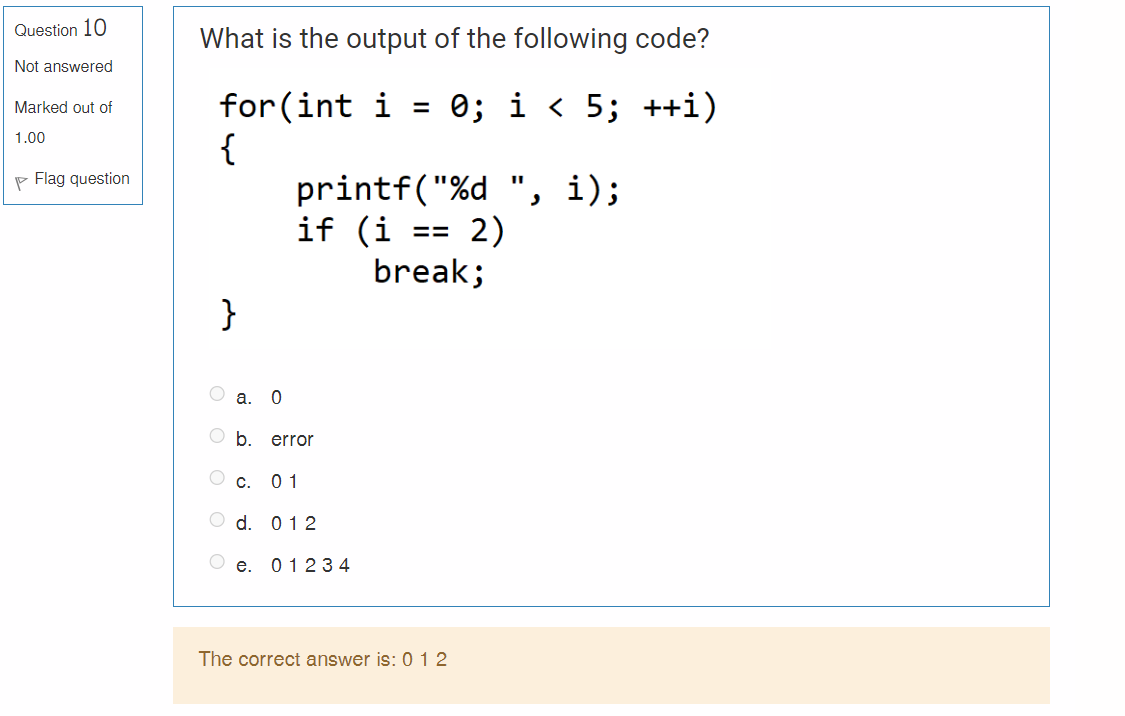 Question 10
Not answered
Marked out of
1.00
Flag question
What is the output of the following code?
for(int i = 0; i < 5; ++i)
{
    printf("%d ", i);
    if (i == 2)
        break;
}
a. 0
b. error
c. 0 1
d. 0 1 2
e. 0 1 2 3 4
The correct answer is: 0 1 2